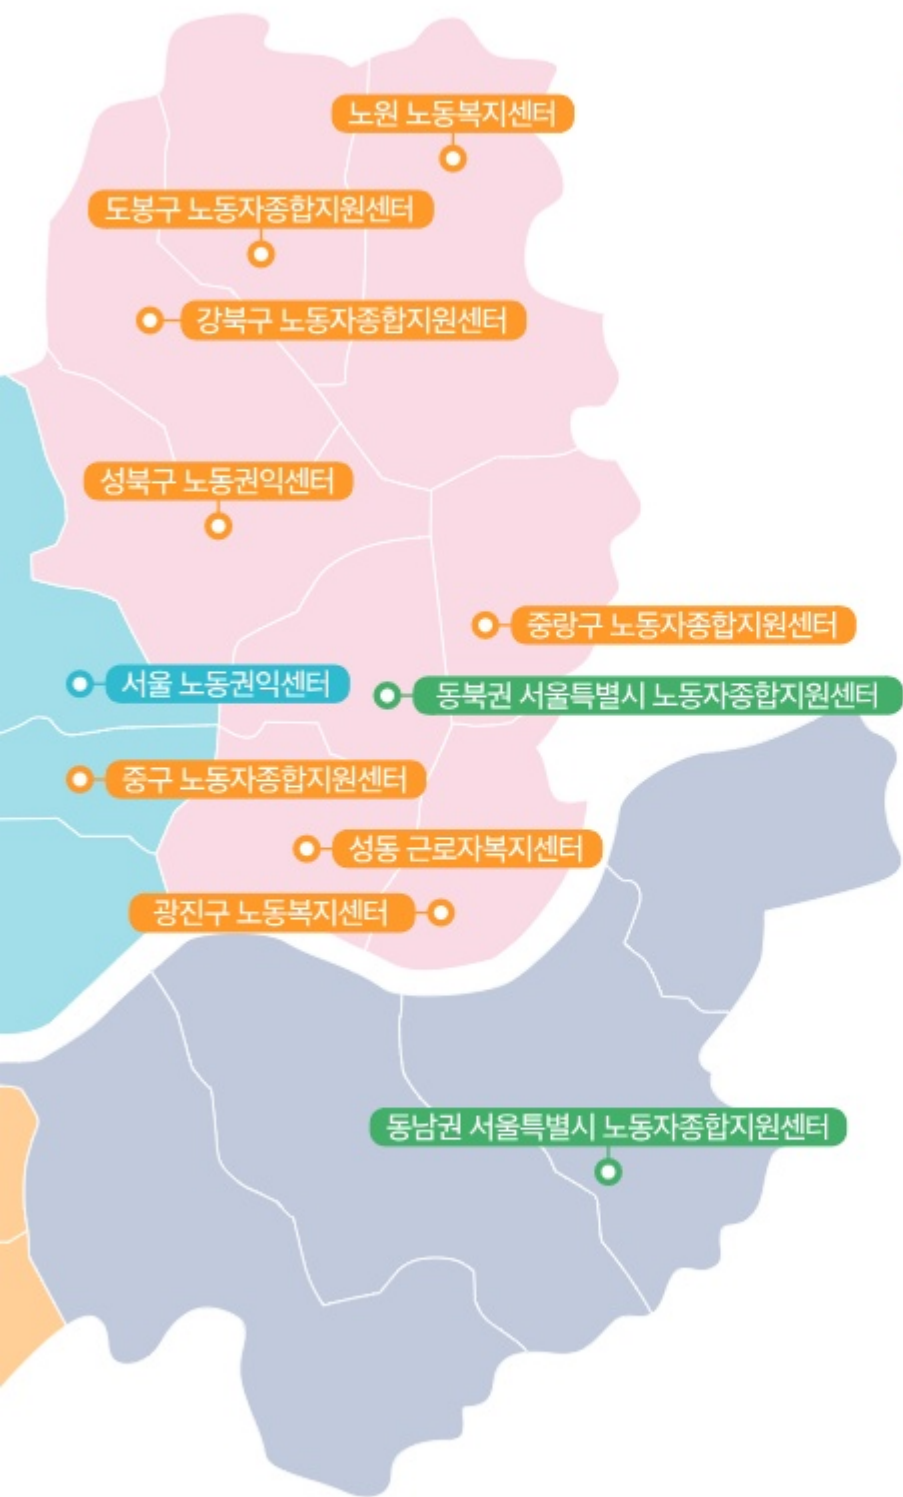 노원 노동복지센터
도봉구 노동자종합지원센터
강북구 노동자종합지원센터
성북구 노동권익센터
중랑구 노동자종합지원센터
서울 노동권익센터
동북권 서울특별시 노동자종합지원센터
중구 노동자종합지원센터
성동 근로자복지센터
광진구 노동복지센터
동남권 서울특별시 노동자종합지원센터